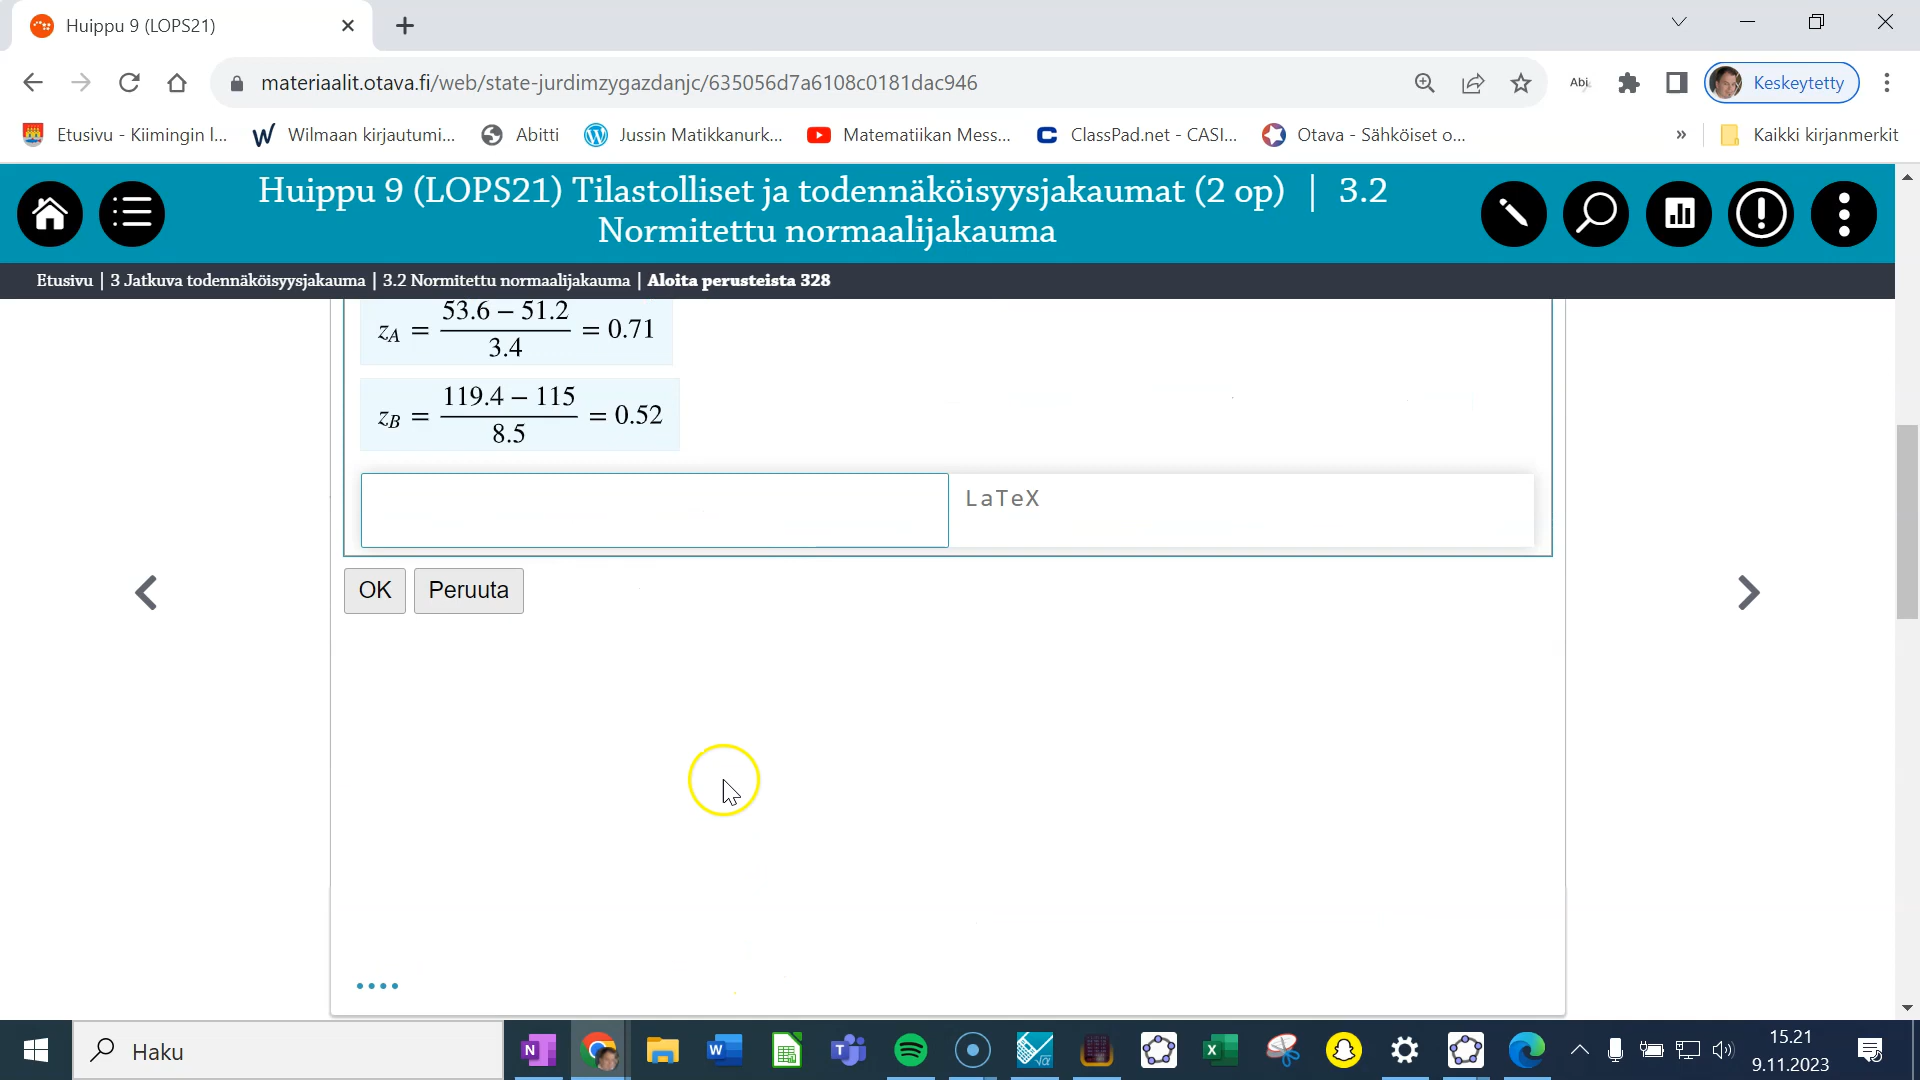 Huippu 9 (LOPS21)
materiaalit.otava.fi/web/state-jurdimzygazdanjc/635056d7a6108c0181dac946
Abi
Keskeytetty
Etusivu - Kiimingin l...
Wilmaan kirjautumi...
Abitti
Jussin Matikkanurk...
Matematiikan Mess...
ClassPad.net - CASI...
Otava - Sähköiset o...
»
Kaikki kirjanmerkit
Huippu 9 (LOPS21) Tilastolliset ja todennäköisyysjakaumat (2 op) | 3.2
Normitettu normaalijakauma
Etusivu | 3 Jatkuva todennäköisyysjakauma | 3.2 Normitettu normaalijakauma | Aloita perusteista 328
z_A = (53.6 − 51.2) / 3.4 = 0.71
z_B = (119.4 − 115) / 8.5 = 0.52
LaTeX
OK
Peruuta
Haku
15.21
9.11.2023